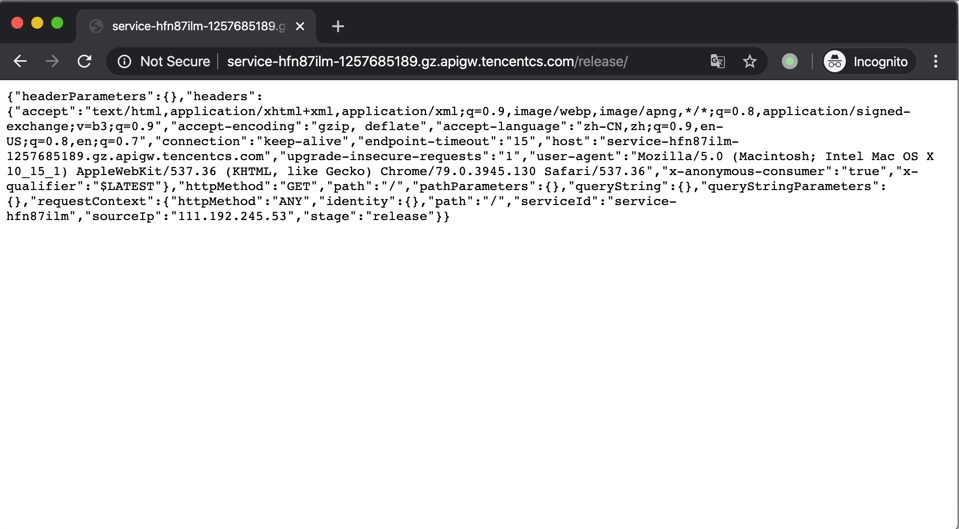 service-hfn87ilm-1257685189.g
Not Secure service-hfn87ilm-1257685189.gz.apigw.tencentcs.com/release/ Incognito
{"headerParameters":{},"headers":
{"accept":"text/html,application/xhtml+xml,application/xml;q=0.9,image/webp,image/apng,*/*;q=0.8,application/signed-
exchange;v=b3;q=0.9","accept-encoding":"gzip, deflate","accept-language":"zh-CN,zh;q=0.9,en-
US;q=0.8,en;q=0.7","connection":"keep-alive","endpoint-timeout":"15","host":"service-hfn87ilm-
1257685189.gz.apigw.tencentcs.com","upgrade-insecure-requests":"1","user-agent":"Mozilla/5.0 (Macintosh; Intel Mac OS X
10_15_1) AppleWebKit/537.36 (KHTML, like Gecko) Chrome/79.0.3945.130 Safari/537.36","x-anonymous-consumer":"true","x-
qualifier":"$LATEST"},"httpMethod":"GET","path":"/","pathParameters":{},"queryString":{},"queryStringParameters":
{},"requestContext":{"httpMethod":"ANY","identity":{},"path":"/","serviceId":"service-
hfn87ilm","sourceIp":"111.192.245.53","stage":"release"}}